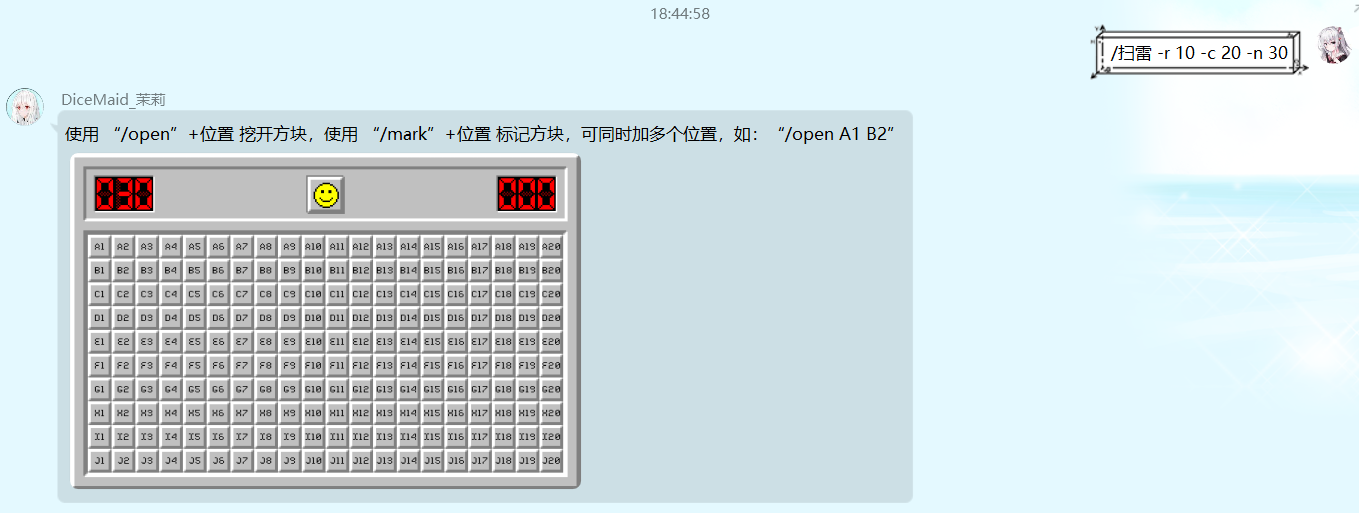 18:44:58
/扫雷 -r 10 -c 20 -n 30
DiceMaid_茉莉
使用 “/open”+位置 挖开方块，使用 “/mark”+位置 标记方块，可同时加多个位置，如： “/open A1 B2”
A1 A2 A3 A4 A5 A6 A7 A8 A9 A10 A11 A12 A13 A14 A15 A16 A17 A18 A19 A20
B1 B2 B3 B4 B5 B6 B7 B8 B9 B10 B11 B12 B13 B14 B15 B16 B17 B18 B19 B20
C1 C2 C3 C4 C5 C6 C7 C8 C9 C10 C11 C12 C13 C14 C15 C16 C17 C18 C19 C20
D1 D2 D3 D4 D5 D6 D7 D8 D9 D10 D11 D12 D13 D14 D15 D16 D17 D18 D19 D20
E1 E2 E3 E4 E5 E6 E7 E8 E9 E10 E11 E12 E13 E14 E15 E16 E17 E18 E19 E20
F1 F2 F3 F4 F5 F6 F7 F8 F9 F10 F11 F12 F13 F14 F15 F16 F17 F18 F19 F20
G1 G2 G3 G4 G5 G6 G7 G8 G9 G10 G11 G12 G13 G14 G15 G16 G17 G18 G19 G20
H1 H2 H3 H4 H5 H6 H7 H8 H9 H10 H11 H12 H13 H14 H15 H16 H17 H18 H19 H20
I1 I2 I3 I4 I5 I6 I7 I8 I9 I10 I11 I12 I13 I14 I15 I16 I17 I18 I19 I20
J1 J2 J3 J4 J5 J6 J7 J8 J9 J10 J11 J12 J13 J14 J15 J16 J17 J18 J19 J20